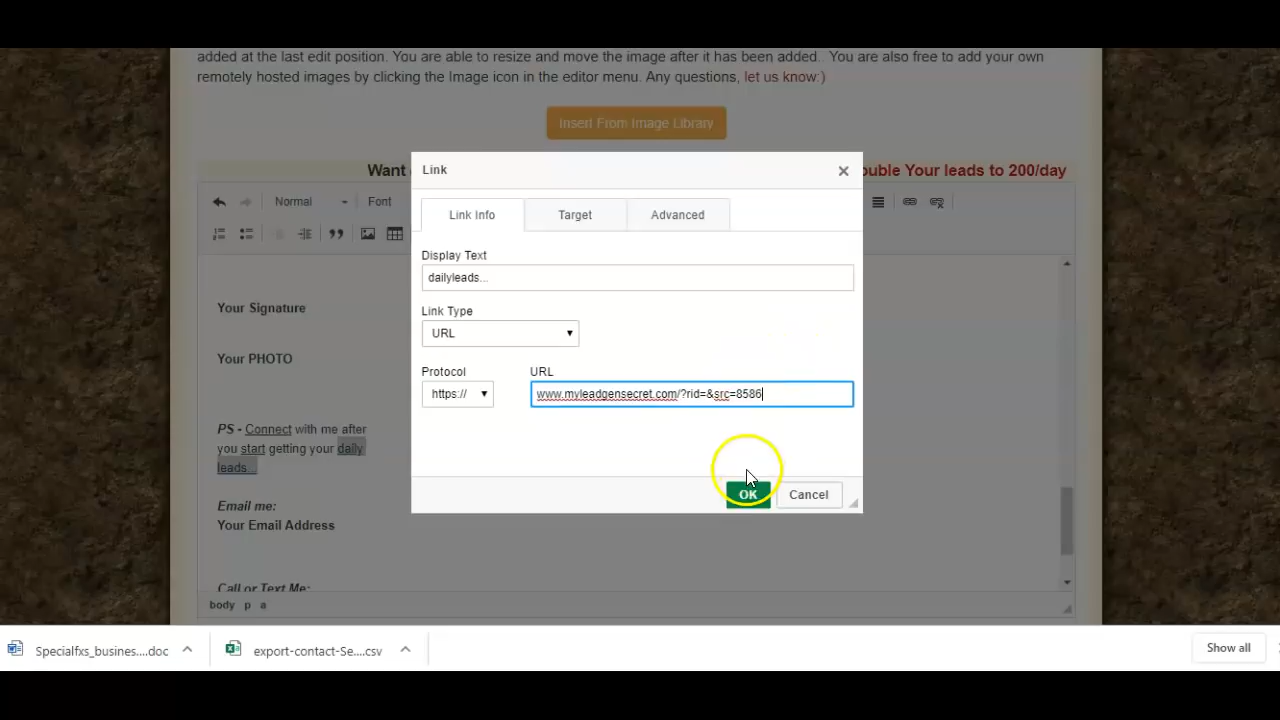 added at the last edit position. You are able to resize and move the image after it has been added. You are also free to add your own
remotely hosted images by clicking the Image icon in the editor menu. Any questions, let us know:)
Insert From Image Library
Want
ouble Your leads to 200/day
Link
Normal
Font
Link Info
Target
Advanced
Display Text
dailyleads...
Link Type
URL
Protocol
URL
https://
www.myleadgensecret.com/?rid=&src=8586
OK
Cancel
Your Signature
Your PHOTO
PS - Connect with me after
you start getting your daily
leads...
Email me:
Your Email Address
Call or Text Me:
body p a
Specialfxs_busines....doc
export-contact-Se....csv
Show all